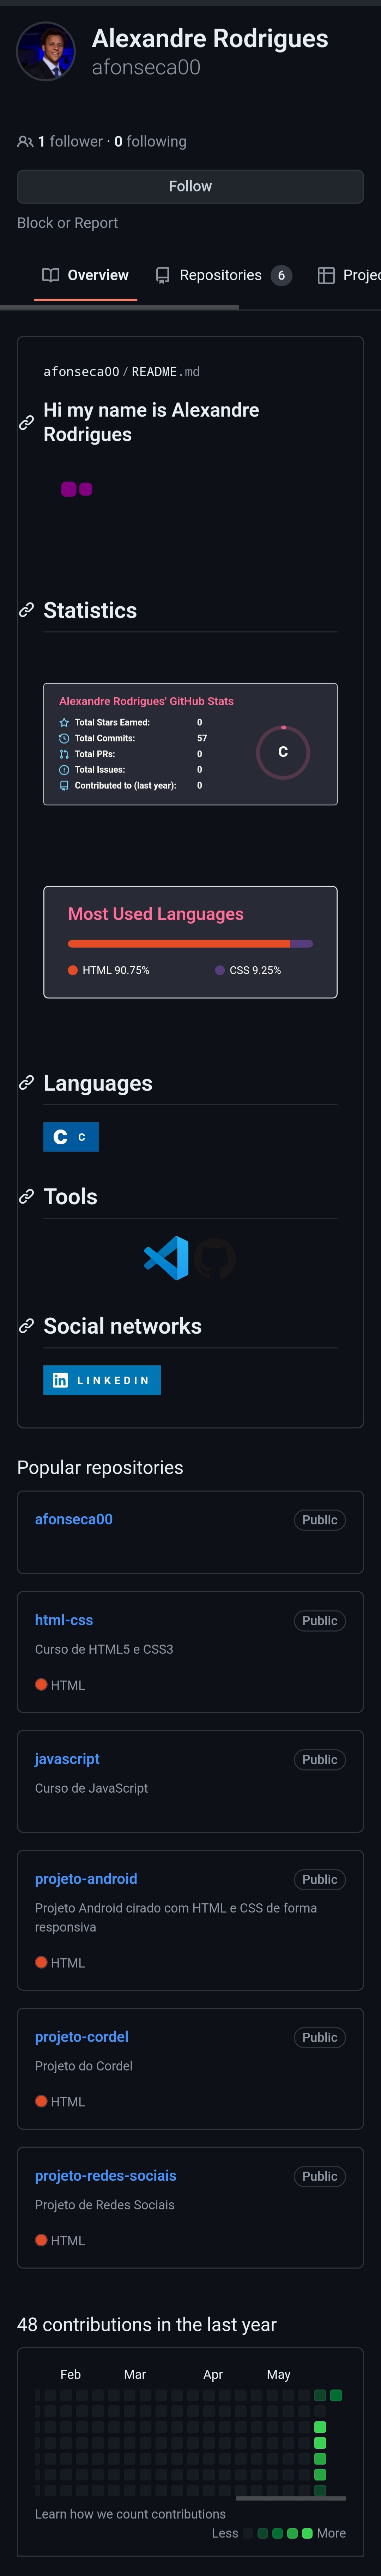 Alexandre Rodrigues
afonseca00
1 follower · 0 following
Follow
Block or Report
Overview Repositories 6 Projec
afonseca00/README.md
Hi my name is Alexandre
Rodrigues
Statistics
Alexandre Rodrigues' GitHub Stats
Total Stars Earned: 0
Total Commits: 57
Total PRs: 0
Total Issues: 0
Contributed to (last year): 0
C
Most Used Languages
HTML 90.75% CSS 9.25%
Languages
C C
Tools
Social networks
in LINKEDIN
Popular repositories
afonseca00 Public
html-css Public
Curso de HTML5 e CSS3
HTML
javascript Public
Curso de JavaScript
projeto-android Public
Projeto Android cirado com HTML e CSS de forma
responsiva
HTML
projeto-cordel Public
Projeto do Cordel
HTML
projeto-redes-sociais Public
Projeto de Redes Sociais
HTML
48 contributions in the last year
Feb Mar Apr May
Learn how we count contributions
Less More